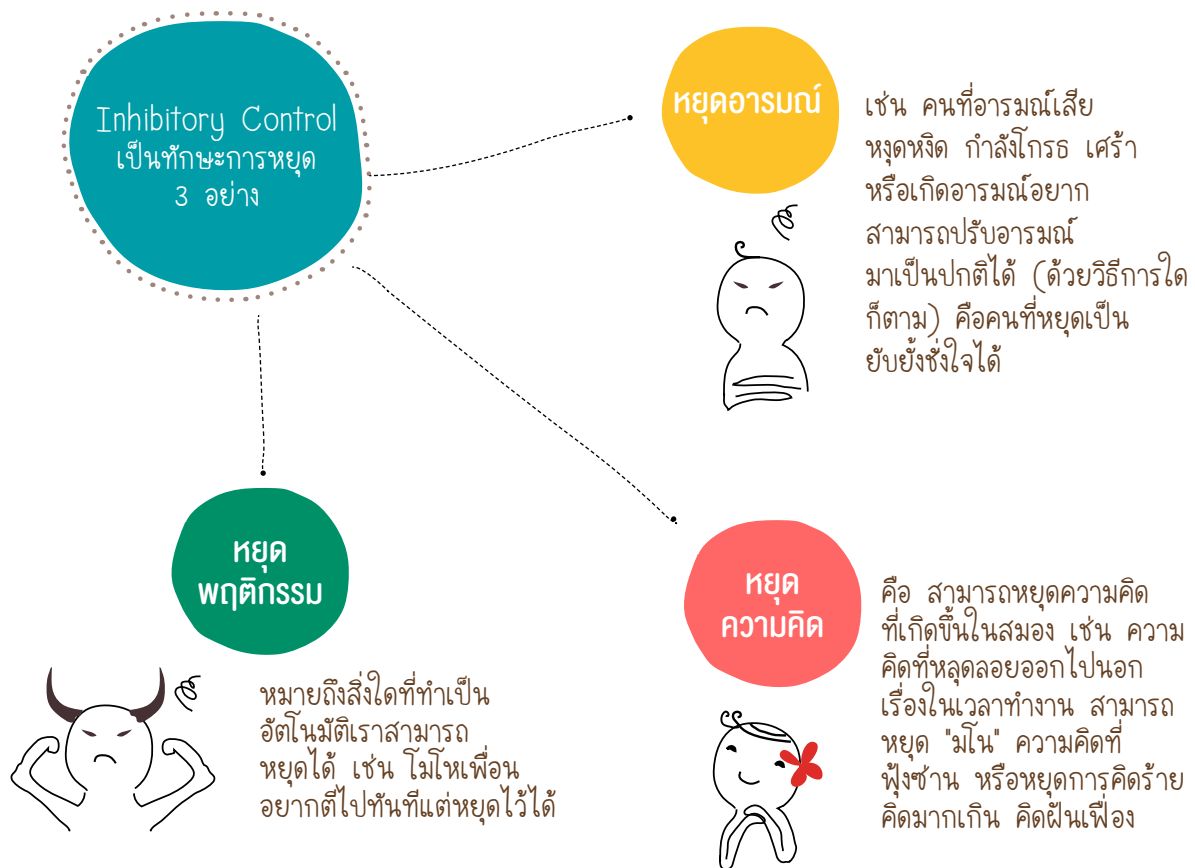 Inhibitory Control
เป็นทักษะการหยุด
3 อย่าง
หยุดอารมณ์
เช่น คนที่อารมณ์เสีย
หงุดหงิด กำลังโกรธ เศร้า
หรือเกิดอารมณ์อยาก
สามารถปรับอารมณ์
มาเป็นปกติได้ (ด้วยวิธีการใด
ก็ตาม) คือคนที่หยุดเป็น
ยับยั้งชั่งใจได้
หยุด
พฤติกรรม
หมายถึงสิ่งใดที่ทำเป็น
อัตโนมัติเราสามารถ
หยุดได้ เช่น โมโหเพื่อน
อยากตีไปทันทีแต่หยุดไว้ได้
หยุด
ความคิด
คือ สามารถหยุดความคิด
ที่เกิดขึ้นในสมอง เช่น ความ
คิดที่หลุดลอยออกไปนอก
เรื่องในเวลาทำงาน สามารถ
หยุด "มโน" ความคิดที่
ฟุ้งซ่าน หรือหยุดการคิดร้าย
คิดมากเกิน คิดฝันเฟื่อง